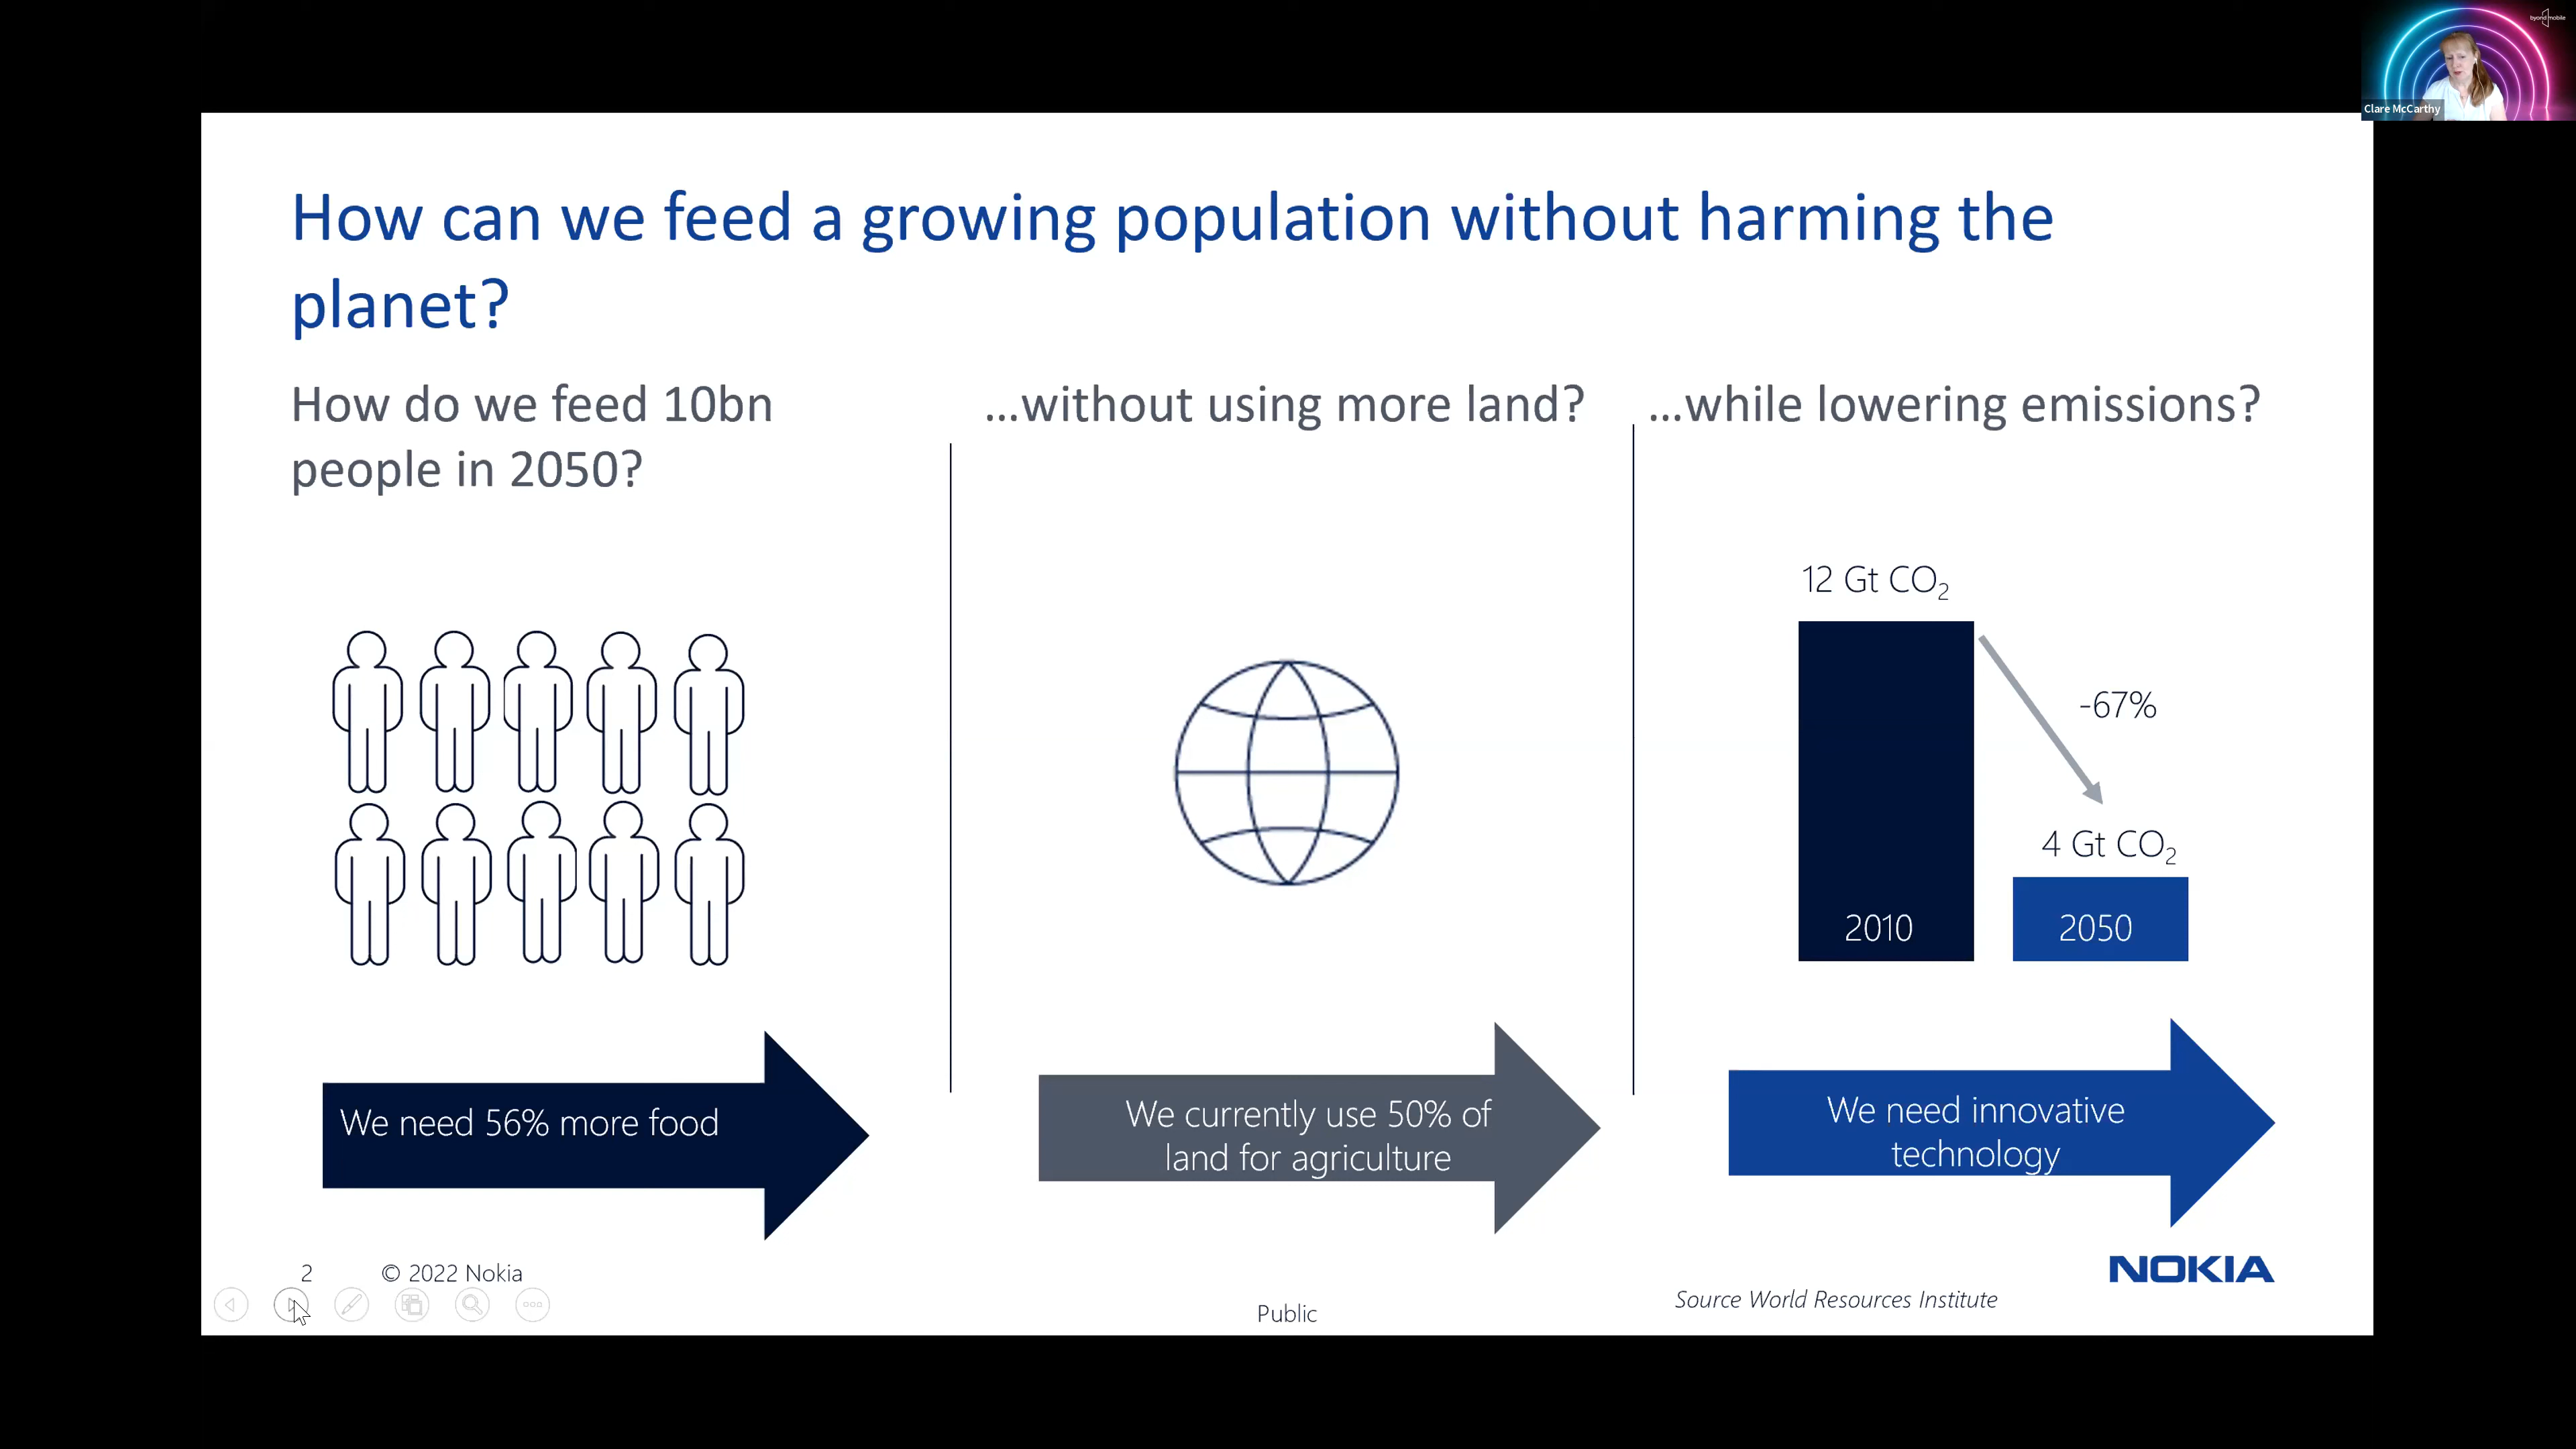 byond mobile
Clare McCarthy
How can we feed a growing population without harming the
planet?
How do we feed 10bn
people in 2050?
...without using more land?
...while lowering emissions?
12 Gt CO₂
-67%
4 Gt CO₂
2010
2050
We need 56% more food
We currently use 50% of
land for agriculture
We need innovative
technology
2
© 2022 Nokia
NOKIA
Source World Resources Institute
Public